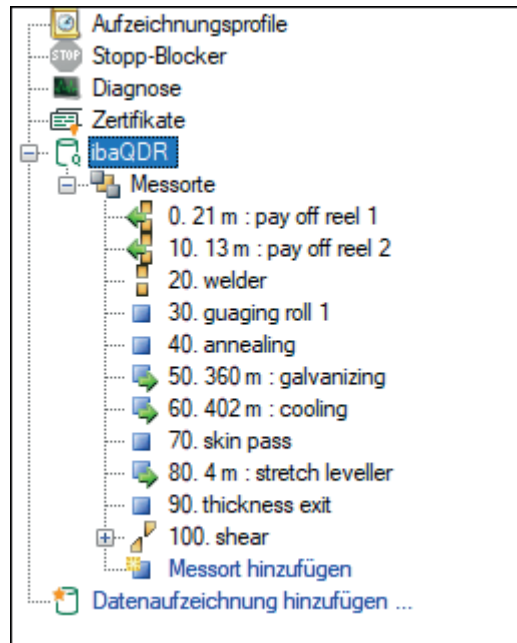 Aufzeichnungsprofile
STOP Stopp-Blocker
Diagnose
Zertifikate
ibaQDR
Messorte
0. 21 m : pay off reel 1
10. 13 m : pay off reel 2
20. welder
30. guaging roll 1
40. annealing
50. 360 m : galvanizing
60. 402 m : cooling
70. skin pass
80. 4 m : stretch leveller
90. thickness exit
100. shear
Messort hinzufügen
Datenaufzeichnung hinzufügen ...